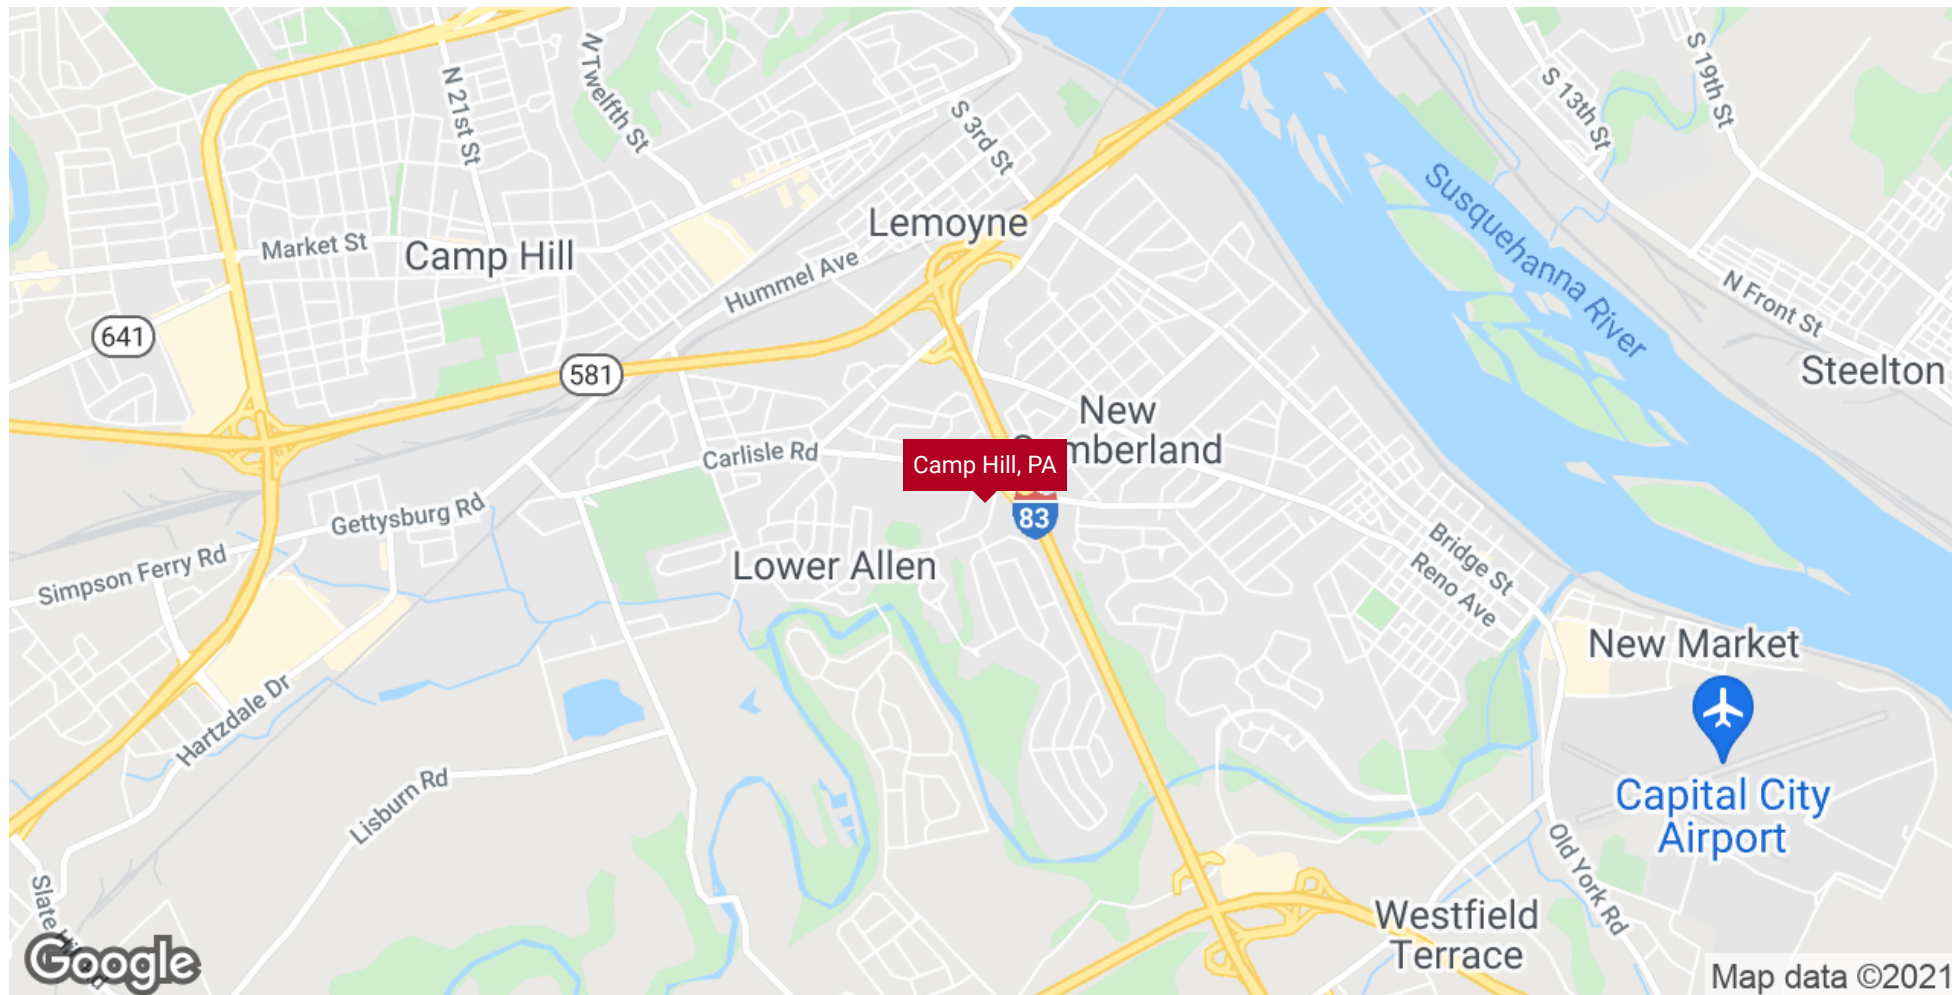 S 19th St
N Twelfth St
N 21st St
S 13th St
S 3rd St
Susquehanna River
Lemoyne
Market St
Camp Hill
Hummel Ave
N Front St
641
581
Steelton
New
Carlisle Rd
Camp Hill, PA
mberland
83
Gettysburg Rd
Simpson Ferry Rd
Lower Allen
Bridge St
Reno Ave
New Market
Hartzdale Dr
Lisburn Rd
Capital City
Airport
Old York Rd
Slate
Westfield
Terrace
Google
Map data ©2021